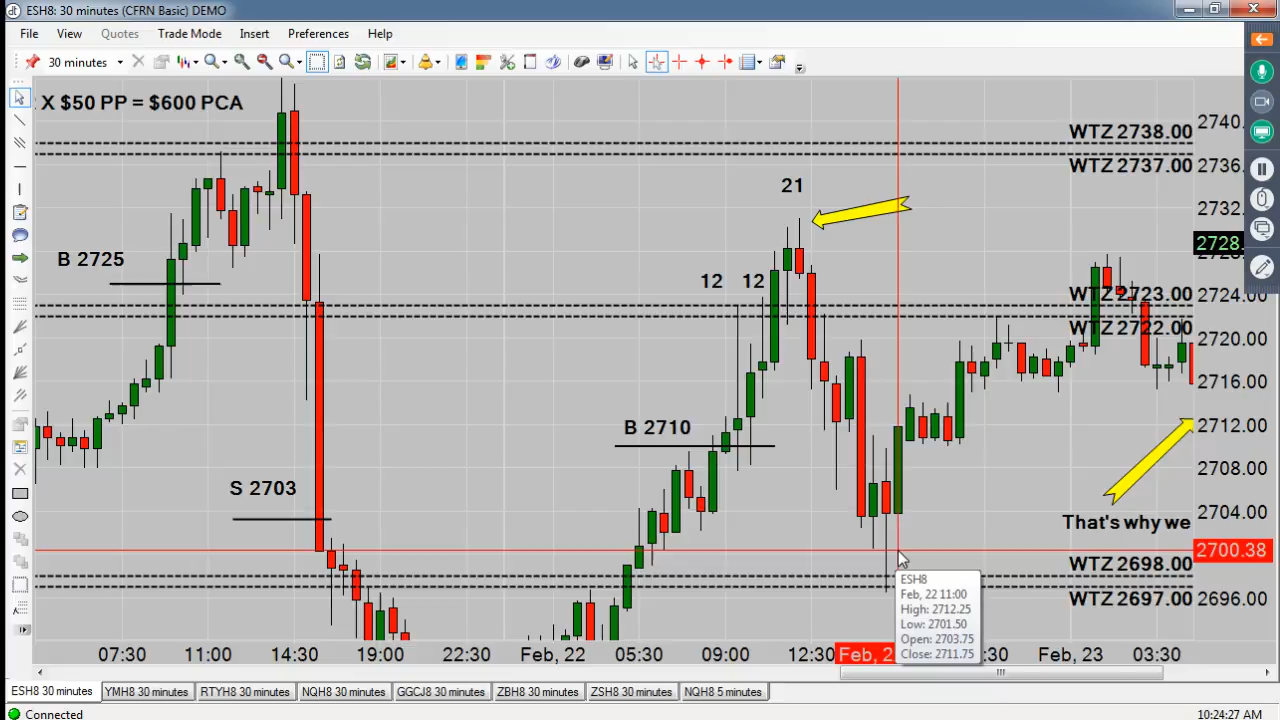 ESH8: 30 minutes (CFRN Basic) DEMO
File View Quotes Trade Mode Insert Preferences Help
30 minutes
X $50 PP = $600 PCA
2740.
WTZ 2738.00
WTZ 2737.00
2736.
21
2732.
2728.
B 2725
12 12
WTZ 2723.00
2724.00
WTZ 2722.00
2720.00
2716.00
B 2710
2712.00
2708.00
S 2703
2704.00
That's why we
2700.38
WTZ 2698.00
WTZ 2697.00
2696.00
ESH8
Feb, 22 11:00
High: 2712.25
Low: 2701.50
Open: 2703.75
Close: 2711.75
07:30 11:00 14:30 19:00 22:30 Feb, 22 05:30 09:00 12:30 Feb, 2 :30 Feb, 23 03:30
ESH8 30 minutes YMH8 30 minutes RTYH8 30 minutes NQH8 30 minutes GGCJ8 30 minutes ZBH8 30 minutes ZSH8 30 minutes NQH8 5 minutes
Connected 10:24:27 AM